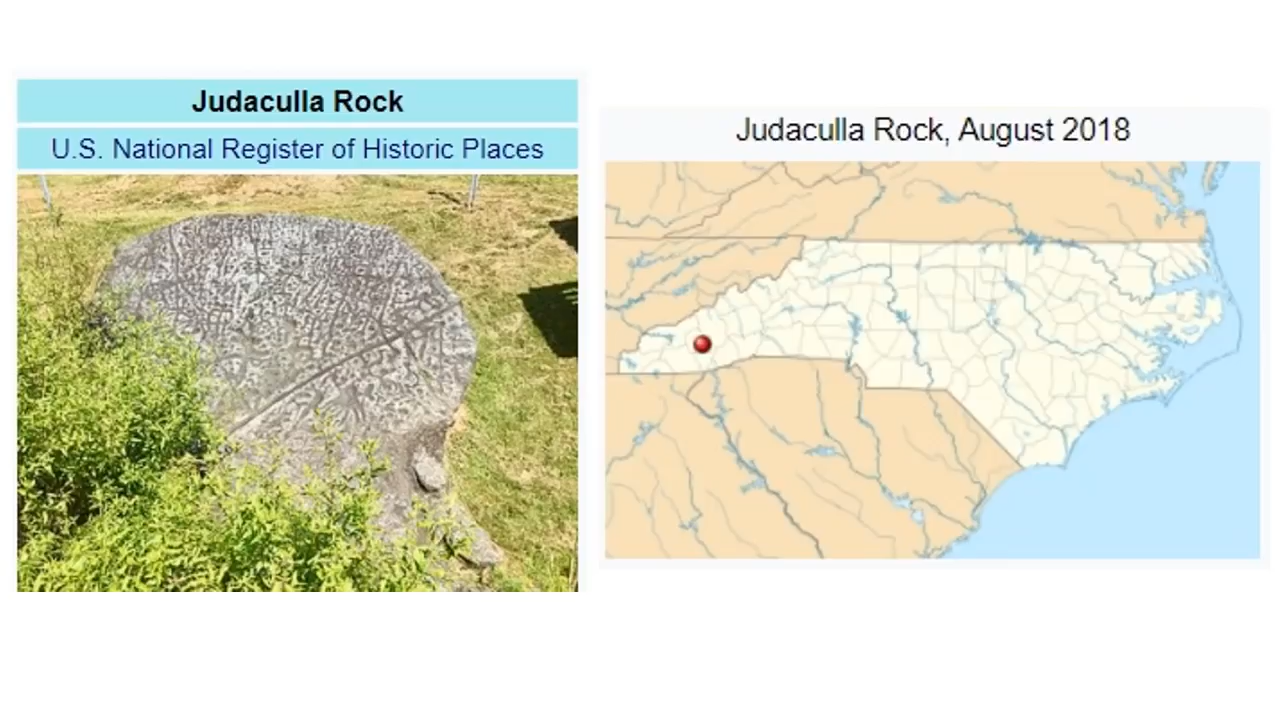 Judaculla Rock
U.S. National Register of Historic Places
Judaculla Rock, August 2018